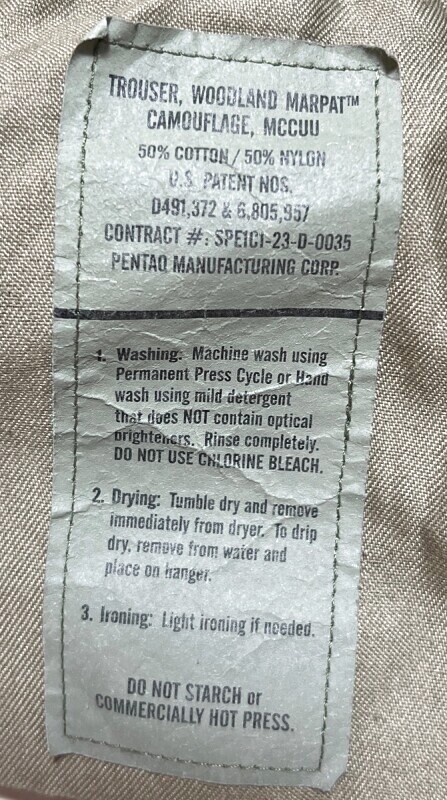 TROUSER, WOODLAND MARPAT™
CAMOUFLAGE, MCCUU
50% COTTON / 50% NYLON
U.S. PATENT NOS.
D491,372 & 6,805,957
CONTRACT #: SPE1C1-23-D-0035
PENTAQ MANUFACTURING CORP.
1. Washing: Machine wash using
Permanent Press Cycle or Hand
wash using mild detergent
that does NOT contain optical
brighteners. Rinse completely.
DO NOT USE CHLORINE BLEACH.
2. Drying: Tumble dry and remove
immediately from dryer. To drip
dry, remove from water and
place on hanger.
3. Ironing: Light ironing if needed.
DO NOT STARCH or
COMMERCIALLY HOT PRESS.